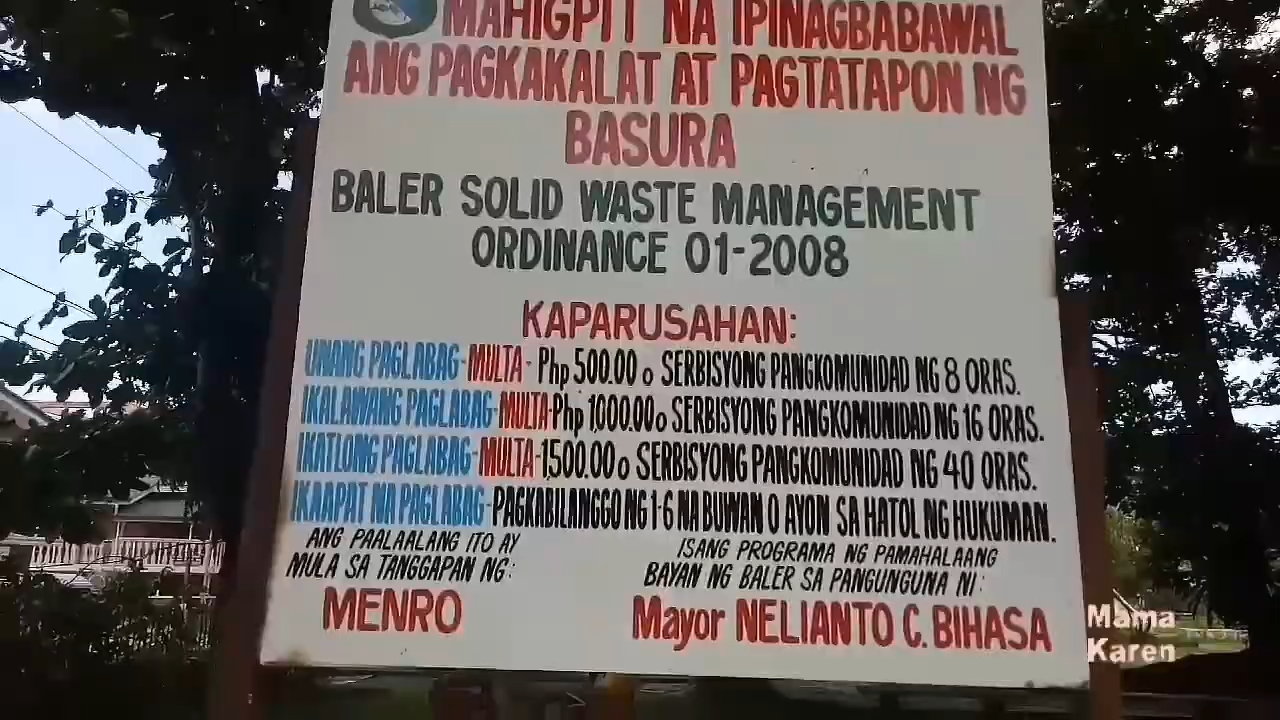 MAHIGPIT NA IPINAGBABAWAL
ANG PAGKAKALAT AT PAGTATAPON NG
BASURA
BALER SOLID WASTE MANAGEMENT
ORDINANCE 01-2008
KAPARUSAHAN:
UNANG PAGLABAG-MULTA- Php 500.00 o SERBISYONG PANGKOMUNIDAD NG 8 ORAS.
IKALAWANG PAGLABAG-MULTA-Php 1,000.00 o SERBISYONG PANGKOMUNIDAD NG 16 ORAS.
IKATLONG PAGLABAG-MULTA-1,500.00 o SERBISYONG PANGKOMUNIDAD NG 40 ORAS.
IKAAPAT NA PAGLABAG-PAGKABILANGGO NG 1-6 NA BUWAN O AYON SA HATOL NG HUKUMAN.
ANG PAALAALANG ITO AY
MULA SA TANGGAPAN NG:
MENRO
ISANG PROGRAMA NG PAMAHALAANG
BAYAN NG BALER SA PANGUNGUNA NI:
Mayor NELIANTO C. BIHASA
Mama
Karen